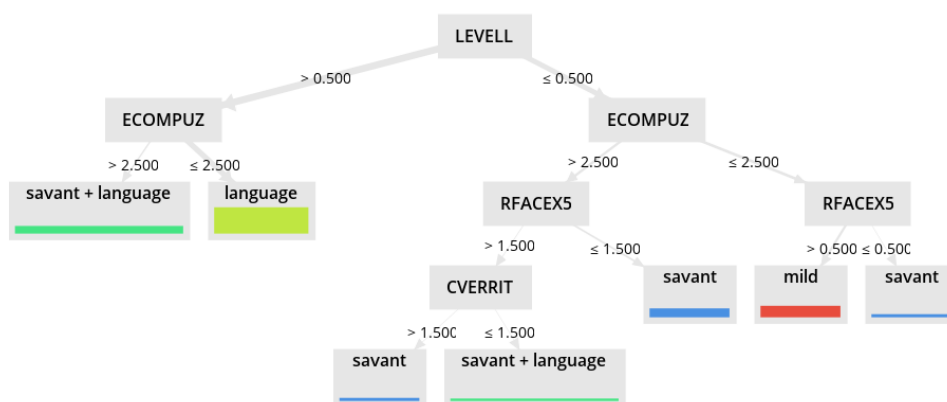 LEVELL
> 0.500
≤ 0.500
ECOMPUZ
ECOMPUZ
> 2.500
≤ 2.500
> 2.500
≤ 2.500
savant + language
language
RFACEX5
RFACEX5
> 1.500
≤ 1.500
> 0.500
≤ 0.500
CVERRIT
savant
mild
savant
> 1.500
≤ 1.500
savant
savant + language